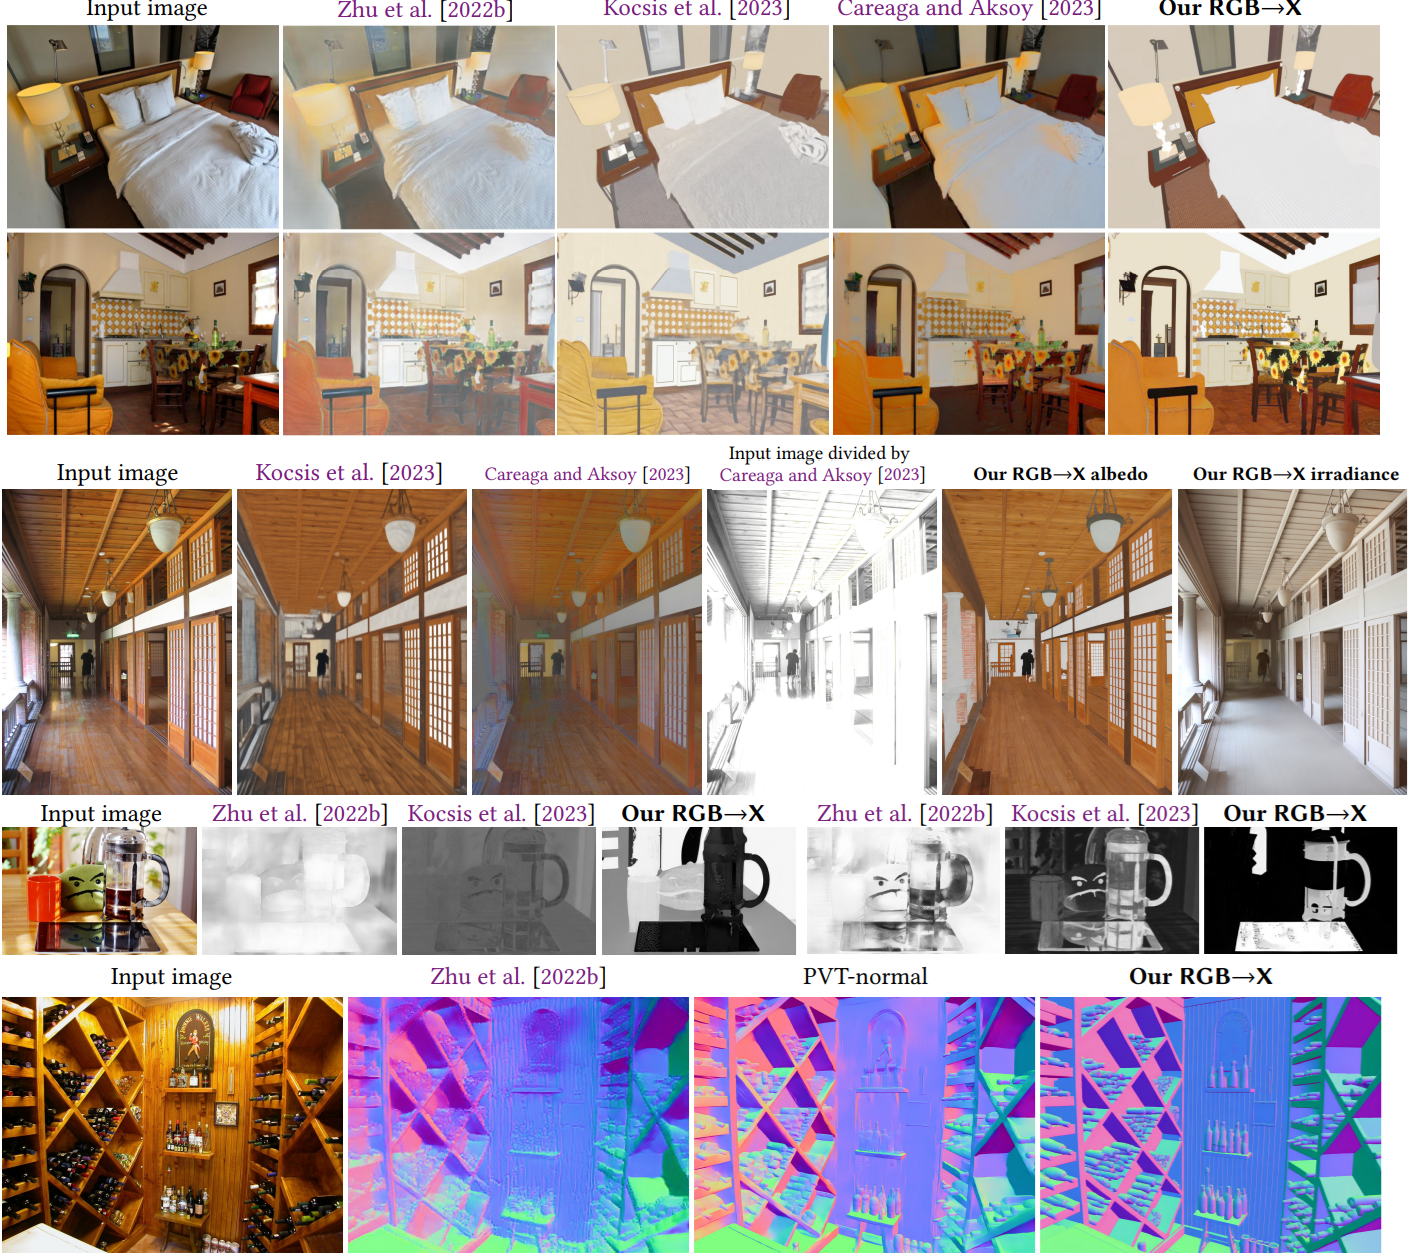 Input image Zhu et al. [2022b] Kocsis et al. [2023] Careaga and Aksoy [2023] Our RGB→X
Input image Kocsis et al. [2023] Careaga and Aksoy [2023] Input image divided by
Careaga and Aksoy [2023] Our RGB→X albedo Our RGB→X irradiance
Input image Zhu et al. [2022b] Kocsis et al. [2023] Our RGB→X Zhu et al. [2022b] Kocsis et al. [2023] Our RGB→X
Input image Zhu et al. [2022b] PVT-normal Our RGB→X